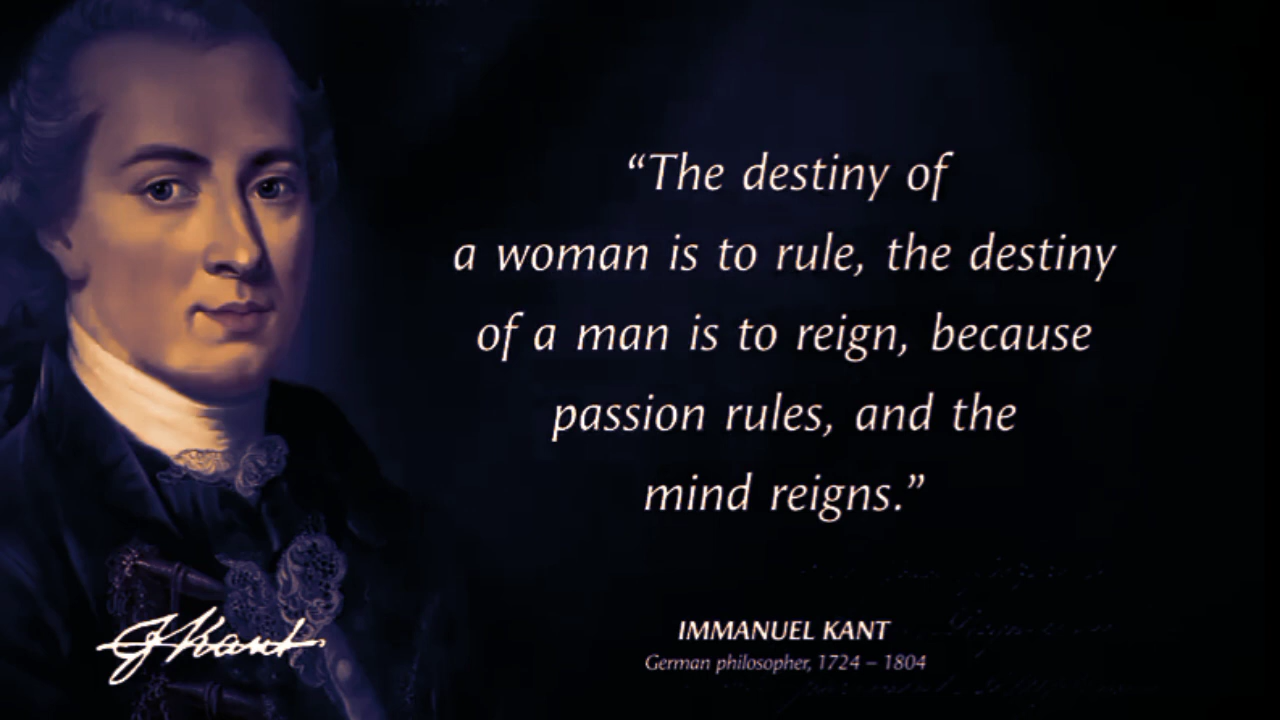 “The destiny of
a woman is to rule, the destiny
of a man is to reign, because
passion rules, and the
mind reigns.”
IMMANUEL KANT
German philosopher, 1724 – 1804
JKant